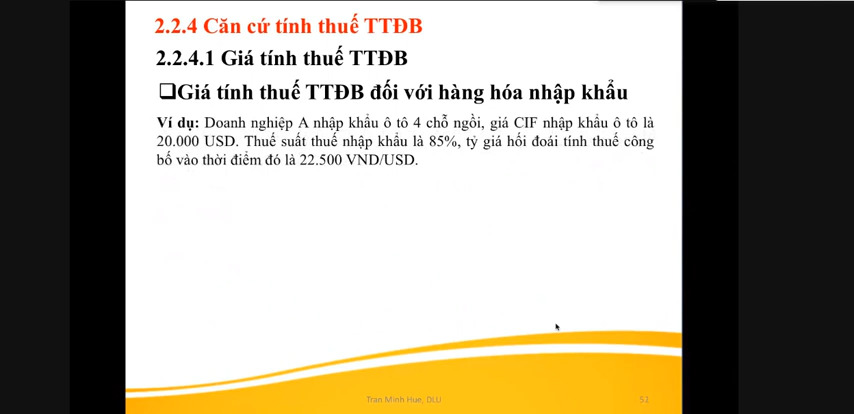 2.2.4 Căn cứ tính thuế TTĐB
2.2.4.1 Giá tính thuế TTĐB
❑Giá tính thuế TTĐB đối với hàng hóa nhập khẩu
Ví dụ: Doanh nghiệp A nhập khẩu ô tô 4 chỗ ngồi, giá CIF nhập khẩu ô tô là
20.000 USD. Thuế suất thuế nhập khẩu là 85%, tỷ giá hối đoái tính thuế công
bố vào thời điểm đó là 22.500 VND/USD.
Tran Minh Hue, DLU
52